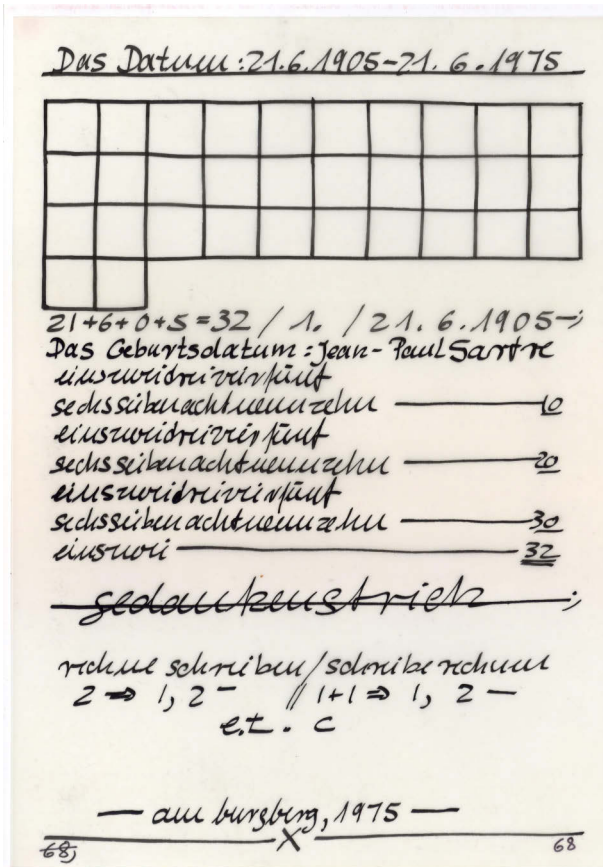 Das Datum: 21.6.1905-21.6.1975
21+6+0+5=32 / 1. / 21.6.1905-;
Das Geburtsdatum: Jean-Paul Sartre
einszweidreivierfünf
sechssiebenachtneunzehn — 10
einszweidreivierfünf
sechssiebenachtneunzehn — 20
einszweidreivierfünf
sechssiebenachtneunzehn — 30
einszwei — 32
gedankenstrich ;
rechne schreiben / schreibe rechnen
2 ⇒ 1, 2 - // 1+1 ⇒ 1, 2 —
e.t. c
— am burgberg, 1975 —
68, X 68